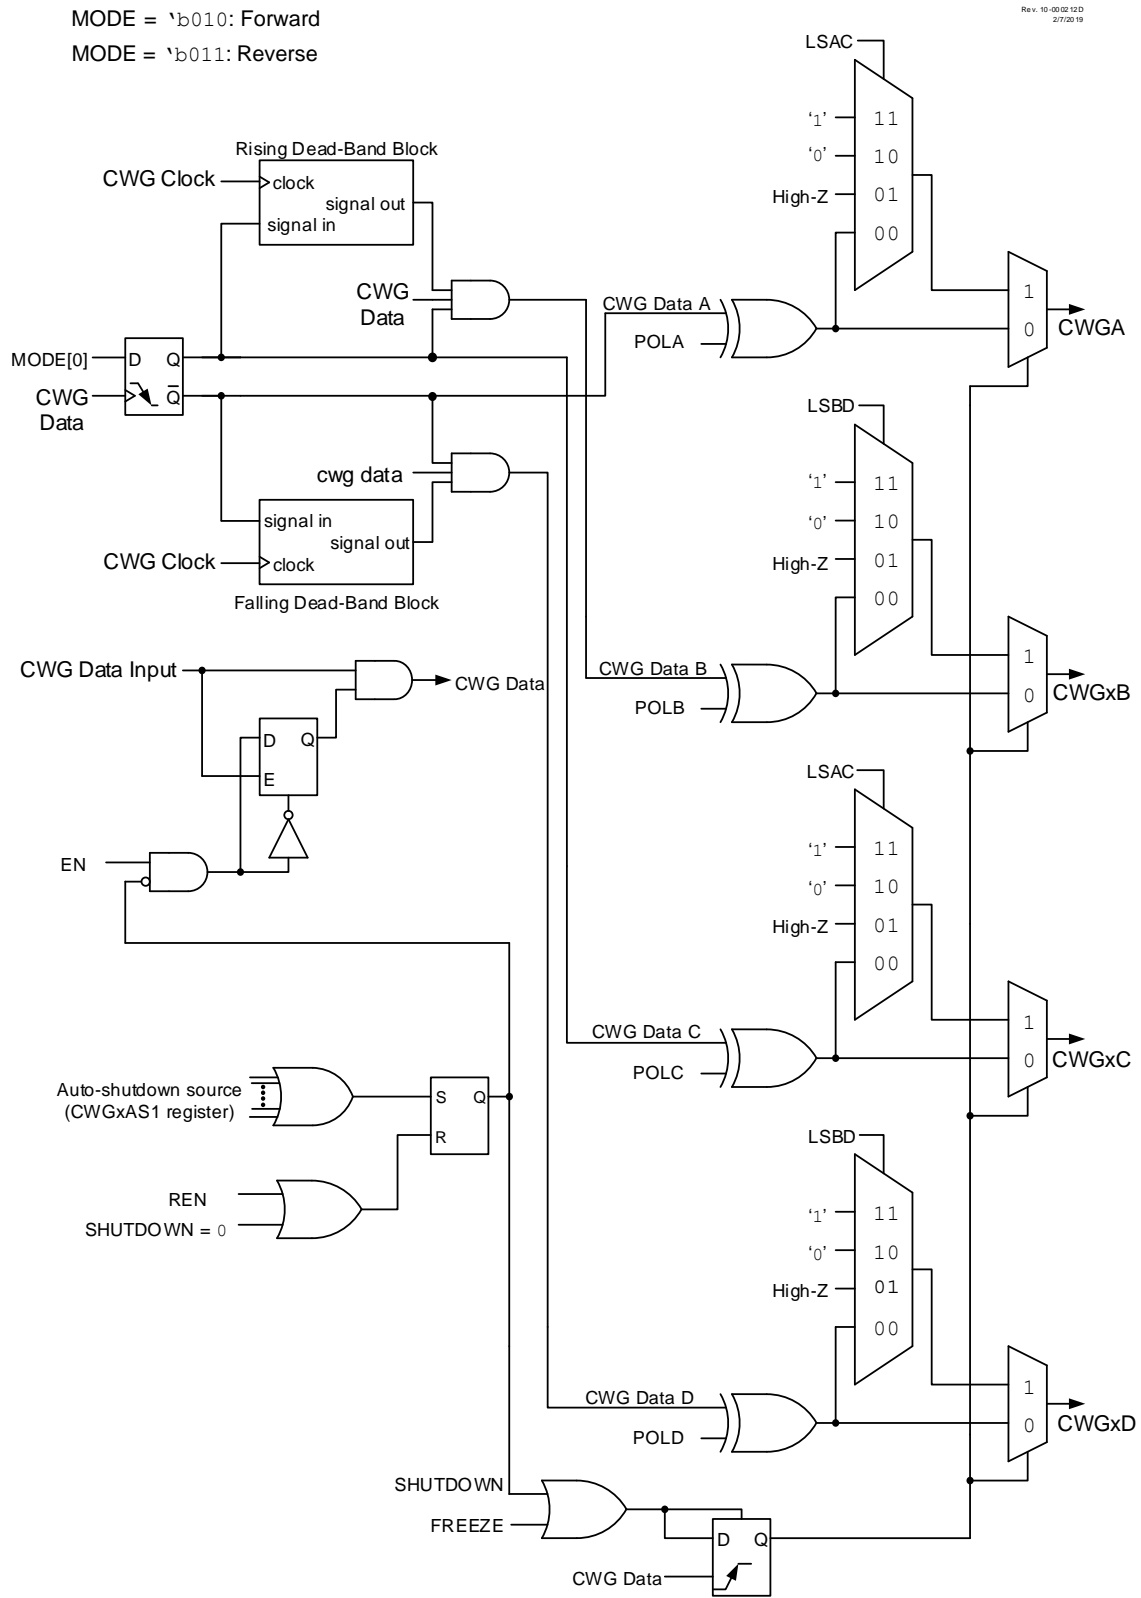 MODE = ‘b010: Forward
MODE = ‘b011: Reverse
Rev. 10-000212D
2/7/2019
LSAC
‘1’ 11
‘0’ 10
High-Z 01
00
Rising Dead-Band Block
CWG Clock
clock
signal out
signal in
CWG
Data
CWG Data A
POLA
1
0
CWGA
MODE[0]
D Q
CWG
Data
Q̅
LSBD
‘1’ 11
‘0’ 10
High-Z 01
00
cwg data
signal in
signal out
CWG Clock
clock
Falling Dead-Band Block
CWG Data Input
CWG Data
D Q
E
CWG Data B
POLB
1
0
CWGxB
EN
LSAC
‘1’ 11
‘0’ 10
High-Z 01
00
CWG Data C
POLC
1
0
CWGxC
Auto-shutdown source
(CWGxAS1 register)
S Q
R
REN
SHUTDOWN = 0
LSBD
‘1’ 11
‘0’ 10
High-Z 01
00
CWG Data D
POLD
1
0
CWGxD
SHUTDOWN
FREEZE
D Q
CWG Data